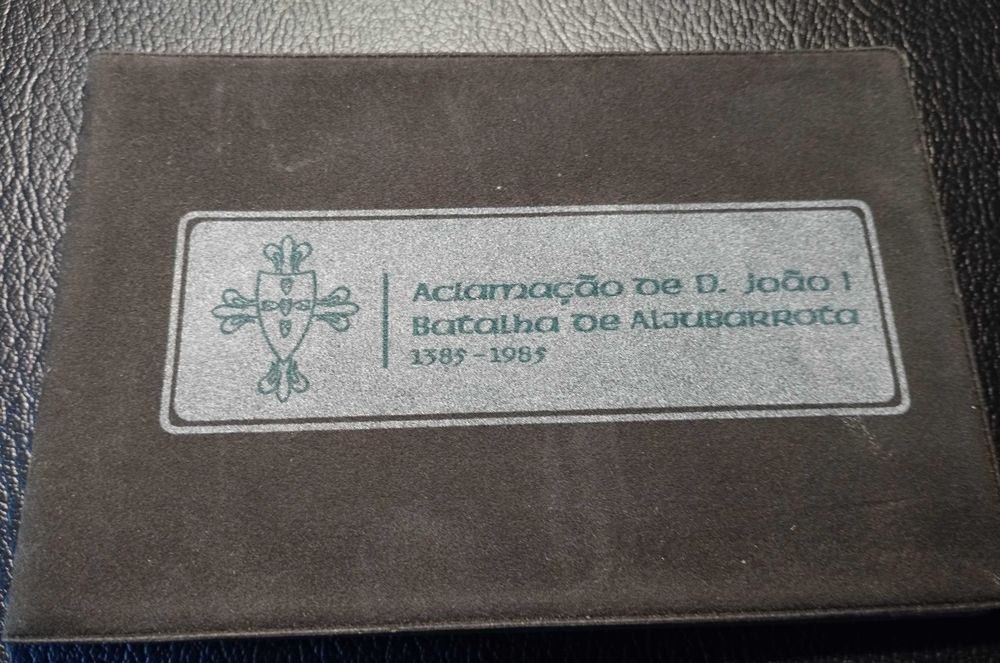 Aclamação de D. João I
Batalha de Aljubarrota
1385-1985